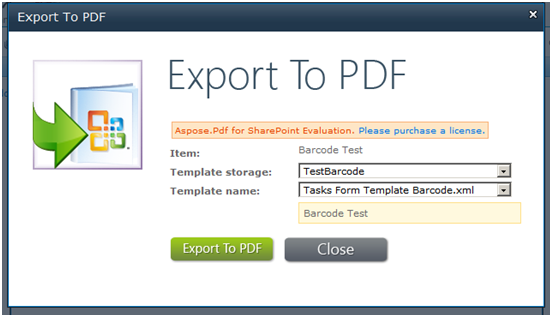 Export To PDF
Export To PDF
Aspose.Pdf for SharePoint Evaluation. Please purchase a license.
Item: Barcode Test
Template storage: TestBarcode
Template name: Tasks Form Template Barcode.xml
Barcode Test
Export To PDF Close